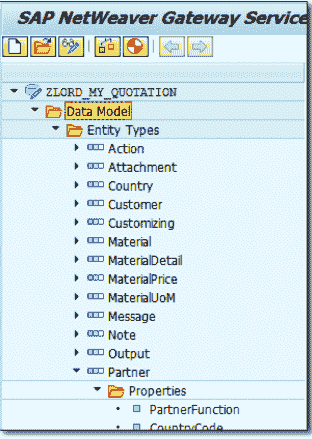 SAP NetWeaver Gateway Service
ZLORD_MY_QUOTATION
Data Model
Entity Types
Action
Attachment
Country
Customer
Customizing
Material
MaterialDetail
MaterialPrice
MaterialUoM
Message
Note
Output
Partner
Properties
PartnerFunction
CountryCode